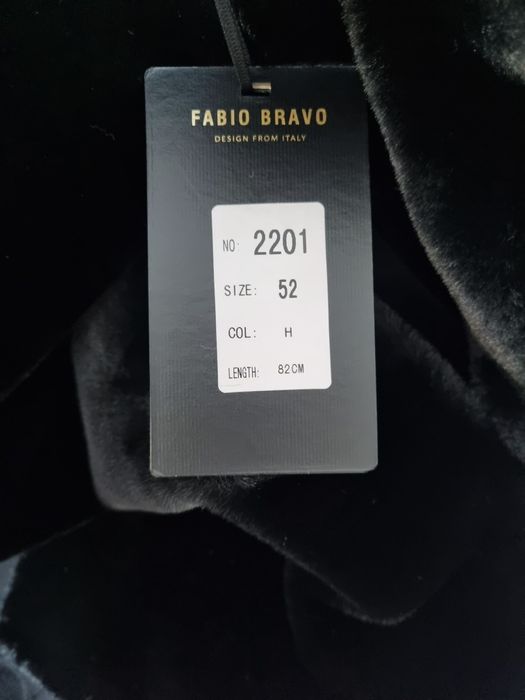 FABIO BRAVO
DESIGN FROM ITALY
NO: 2201
SIZE: 52
COL: H
LENGTH: 82CM